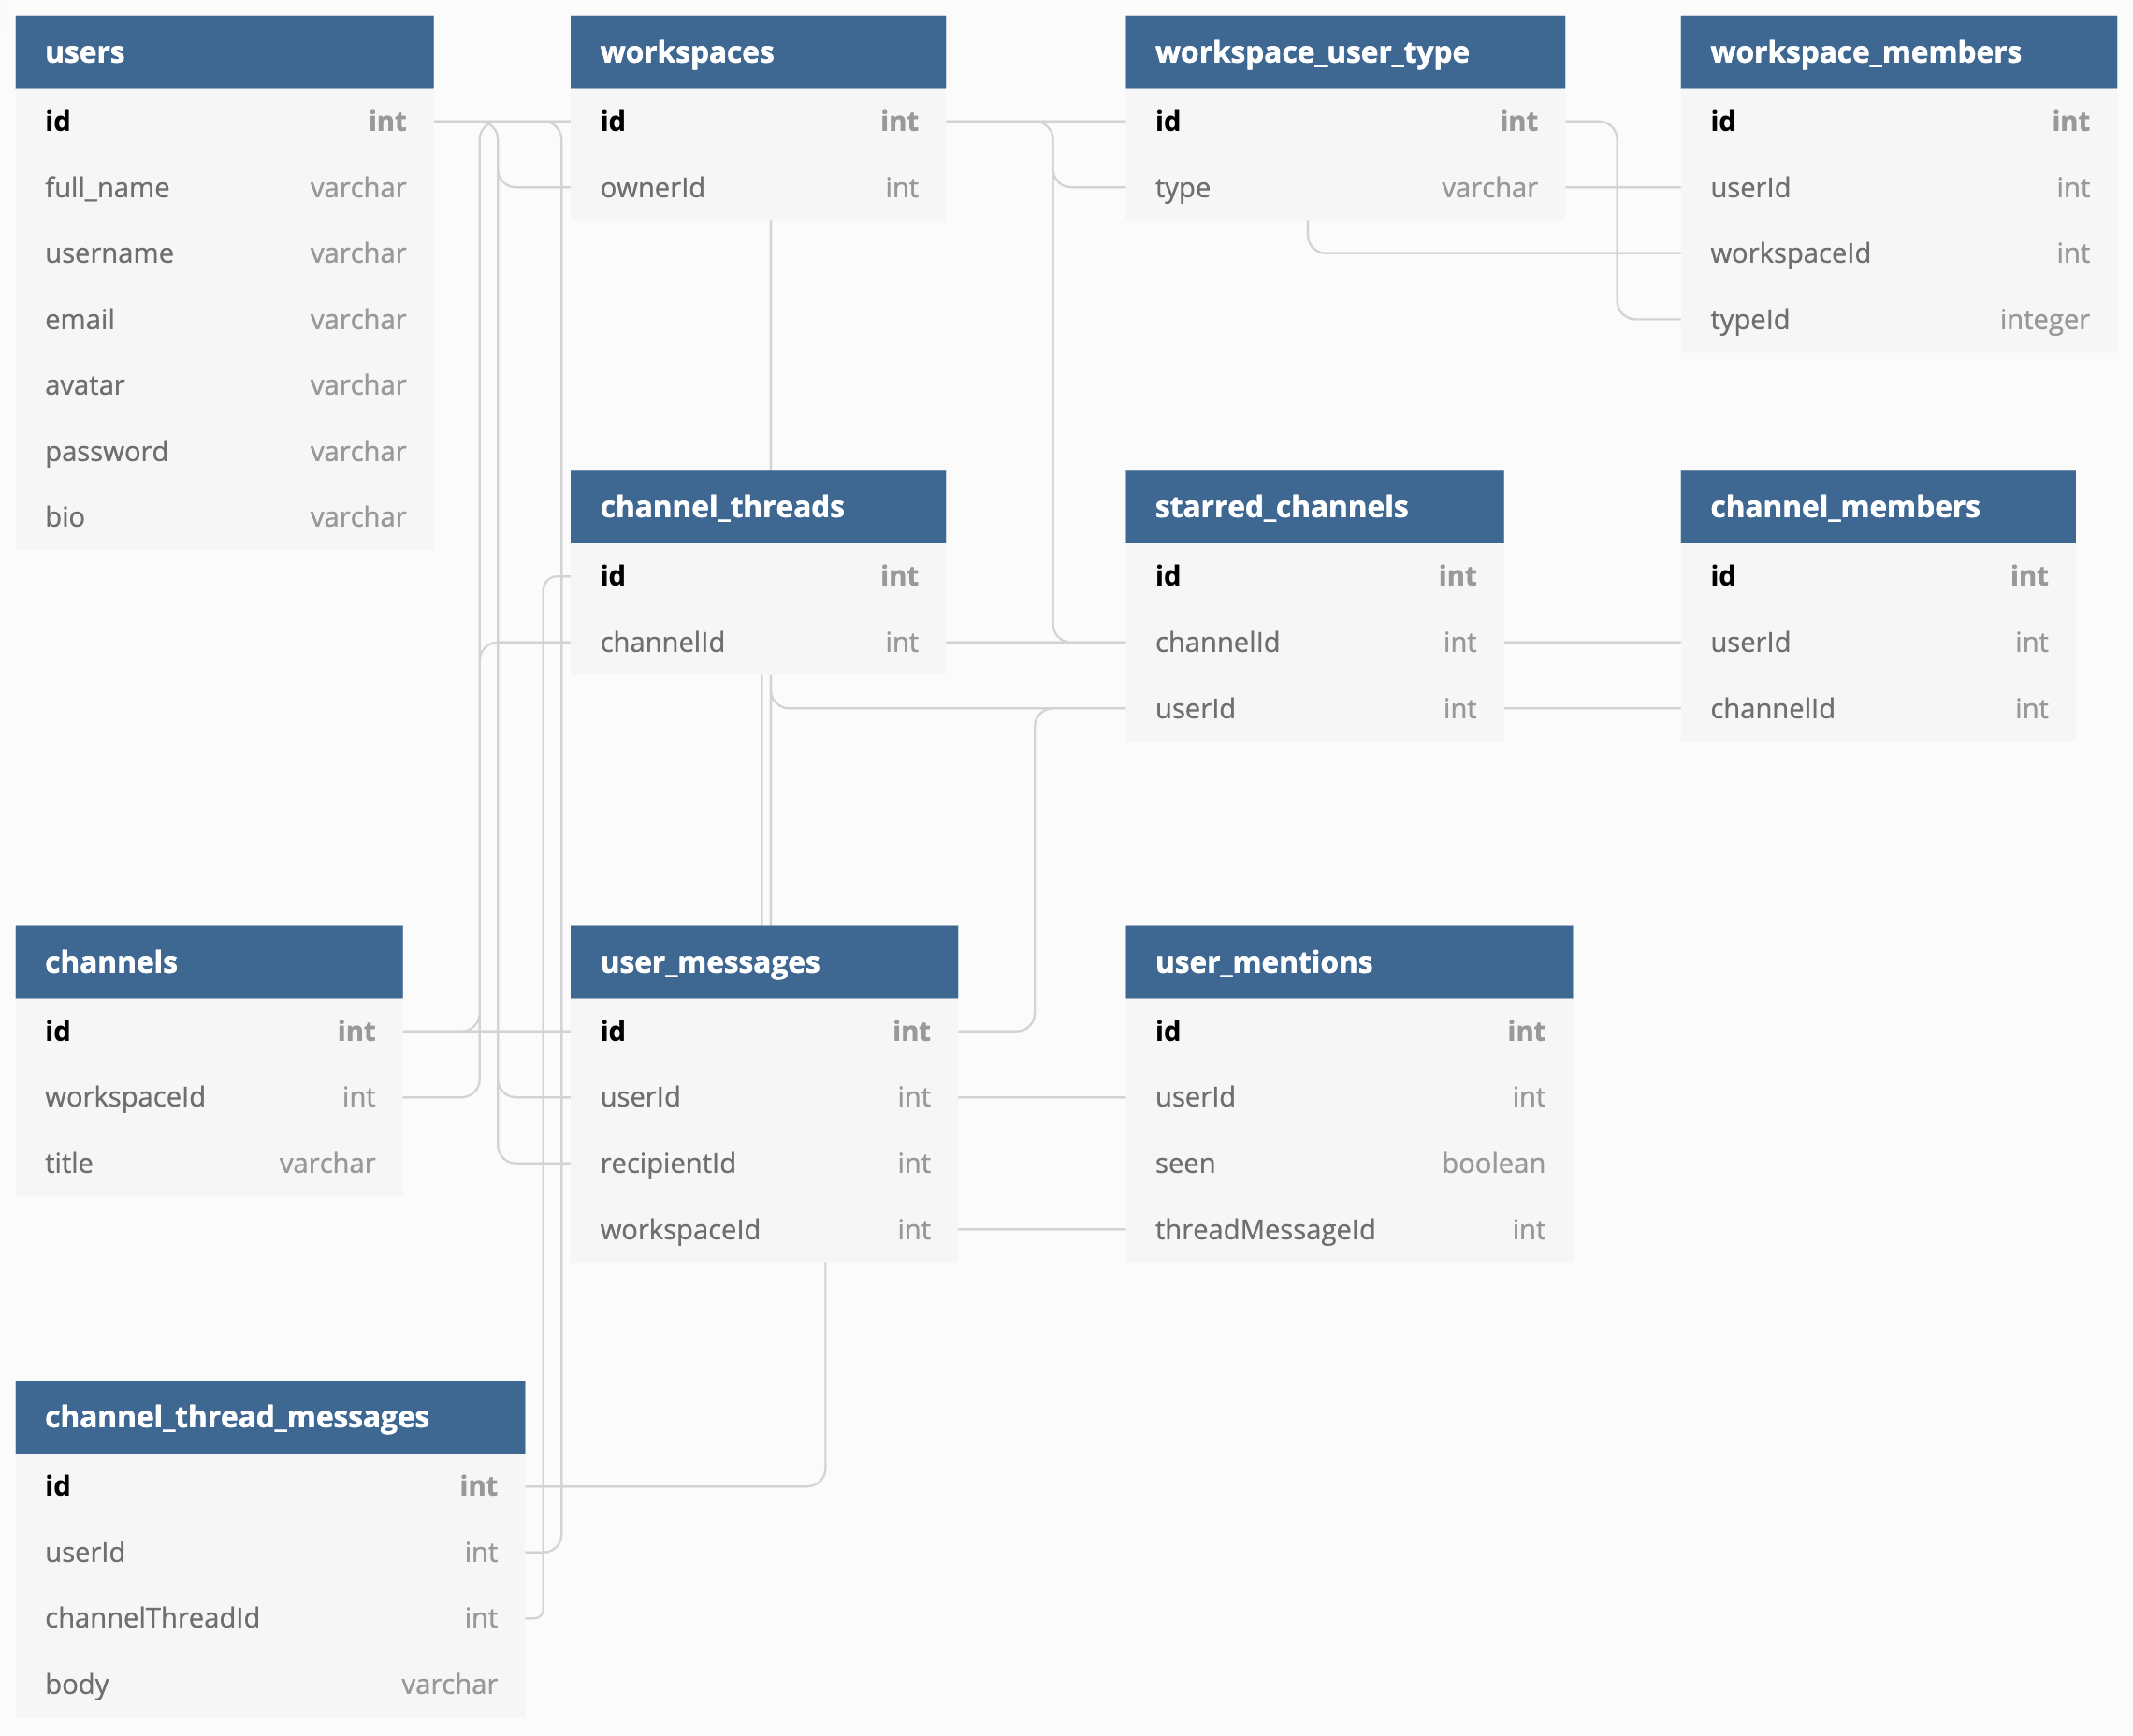 users
id int
full_name varchar
username varchar
email varchar
avatar varchar
password varchar
bio varchar
workspaces
id int
ownerId int
workspace_user_type
id int
type varchar
workspace_members
id int
userId int
workspaceId int
typeId integer
channel_threads
id int
channelId int
starred_channels
id int
channelId int
userId int
channel_members
id int
userId int
channelId int
channels
id int
workspaceId int
title varchar
user_messages
id int
userId int
recipientId int
workspaceId int
user_mentions
id int
userId int
seen boolean
threadMessageId int
channel_thread_messages
id int
userId int
channelThreadId int
body varchar